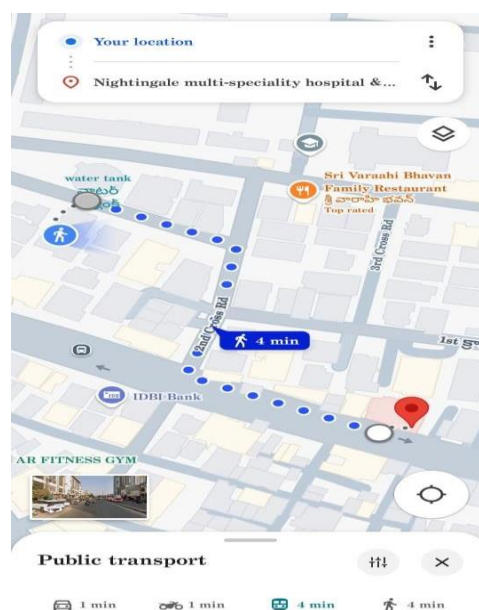 Your location
Nightingale multi-speciality hospital &...
water tank
వాటర్
Sri Varaahi Bhavan
Family Restaurant
శ్రీ వారాహి భవన్
Top rated
3rd Cross Rd
2nd Cross Rd
4 min
1st
IDBI Bank
AR FITNESS GYM
Public transport
1 min
1 min
4 min
4 min